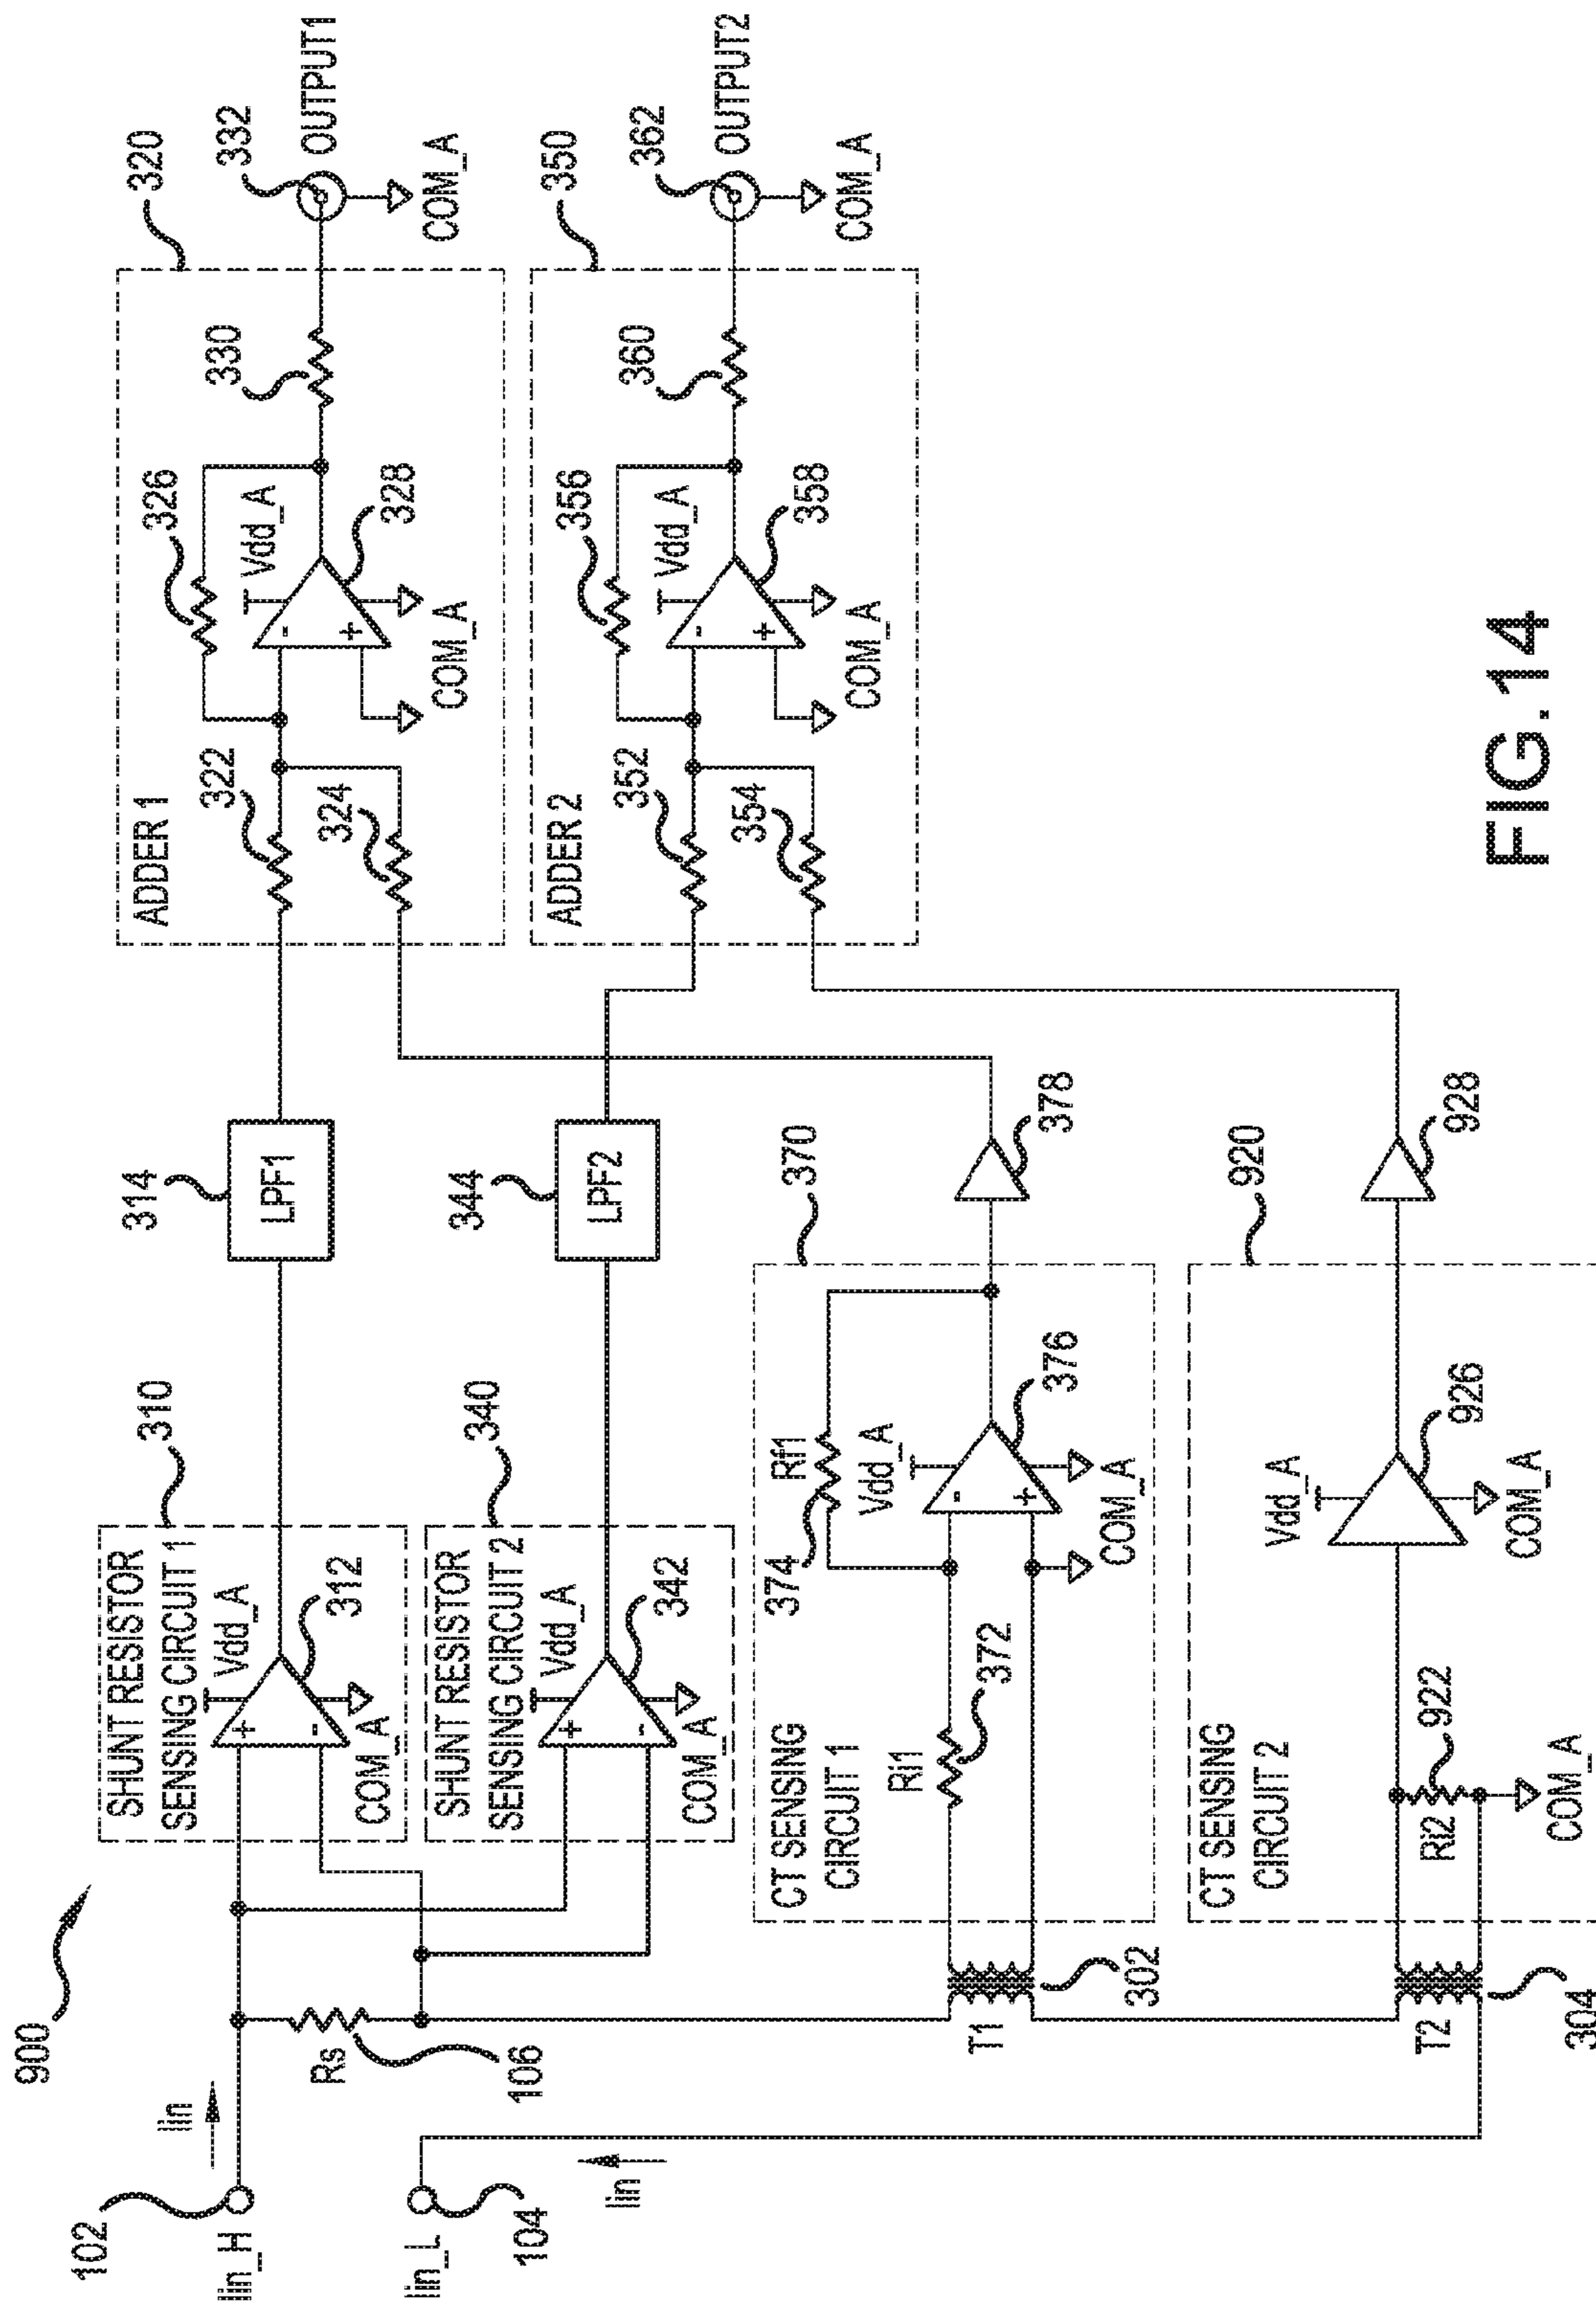 900
102
Iin_H
Iin
Iin_L
104
Iin
Rs
106
SHUNT RESISTOR
SENSING CIRCUIT 1
310
Vdd_A
+
-
312
COM_A
SHUNT RESISTOR
SENSING CIRCUIT 2
340
Vdd_A
+
-
342
COM_A
314
LPF1
344
LPF2
ADDER 1
320
322
324
326
Vdd_A
-
+
328
COM_A
330
332
OUTPUT1
COM_A
ADDER 2
350
352
354
356
Vdd_A
-
+
358
COM_A
360
362
OUTPUT2
COM_A
T1
302
CT SENSING
CIRCUIT 1
370
Ri1
372
374
Rf1
Vdd_A
-
+
376
COM_A
378
T2
304
CT SENSING
CIRCUIT 2
920
Ri2
922
COM_A
Vdd_A
926
COM_A
928
FIG.14